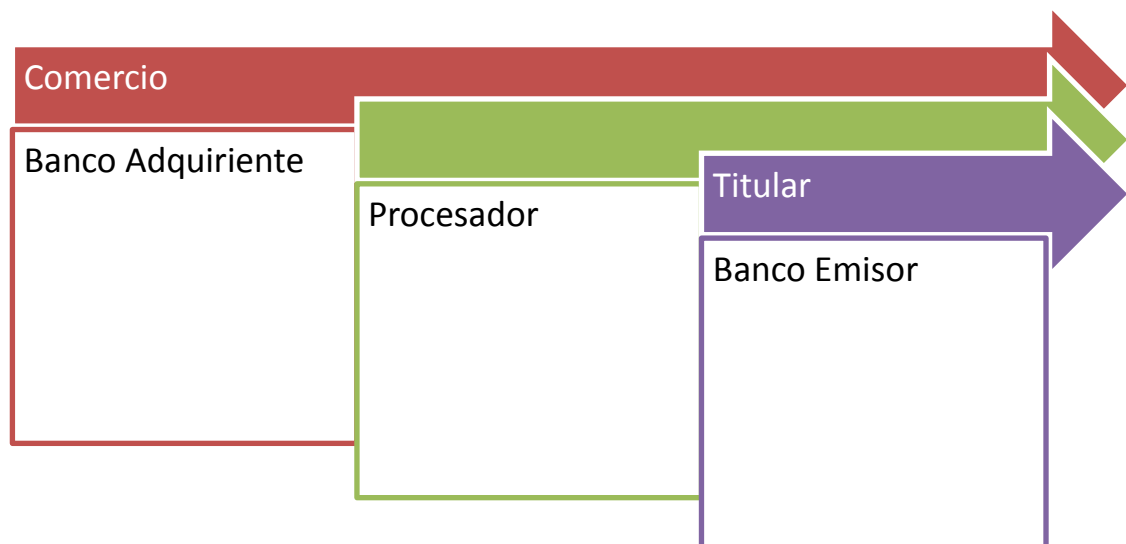 Comercio
Banco Adquiriente
Procesador
Titular
Banco Emisor